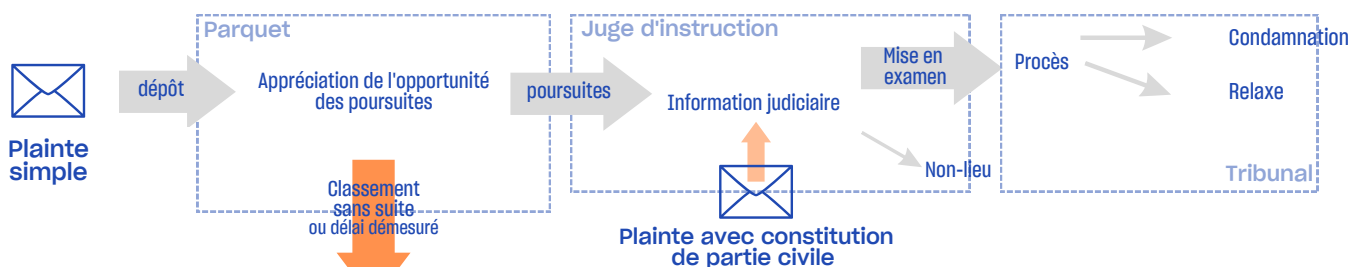 Parquet
Juge d'instruction
Plainte
simple
dépôt
Appréciation de l'opportunité
des poursuites
Classement
sans suite
ou délai démesuré
poursuites
Information judiciaire
Mise en
examen
Non-lieu
Plainte avec constitution
de partie civile
Procès
Condamnation
Relaxe
Tribunal